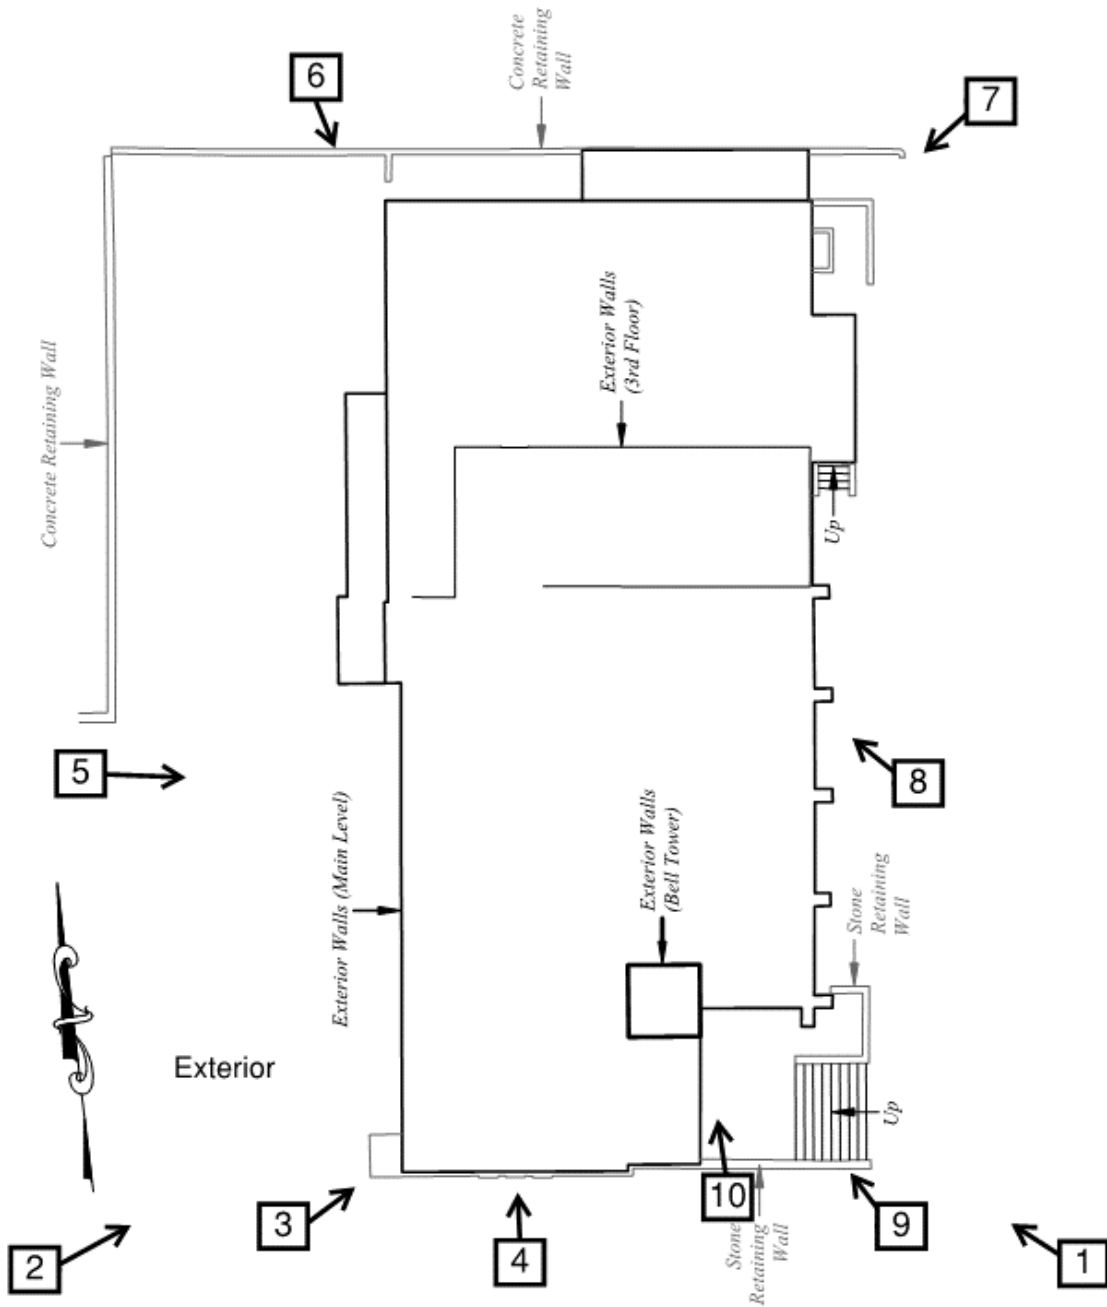 6
Concrete
Retaining
Wall
7
Exterior Walls
(3rd Floor)
Concrete Retaining Wall
Up
5
8
Exterior Walls (Main Level)
Exterior Walls
(Bell Tower)
Stone
Retaining
Wall
N
Exterior
Up
3
4
10
9
Stone
Retaining
Wall
2
1